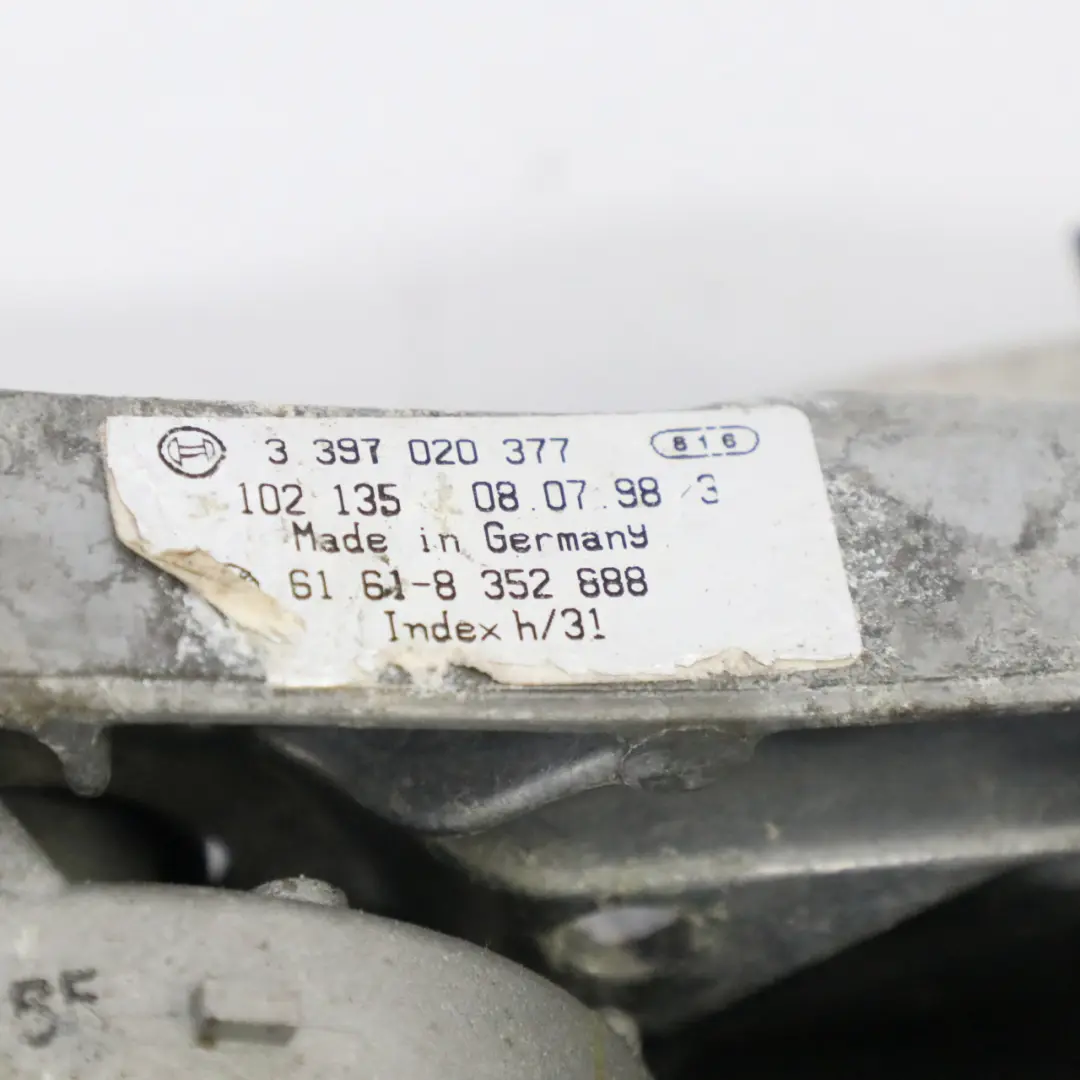 3 397 020 377 816
102 135 08.07.98/3
Made in Germany
61.61-8 352 688
Index h/31
55